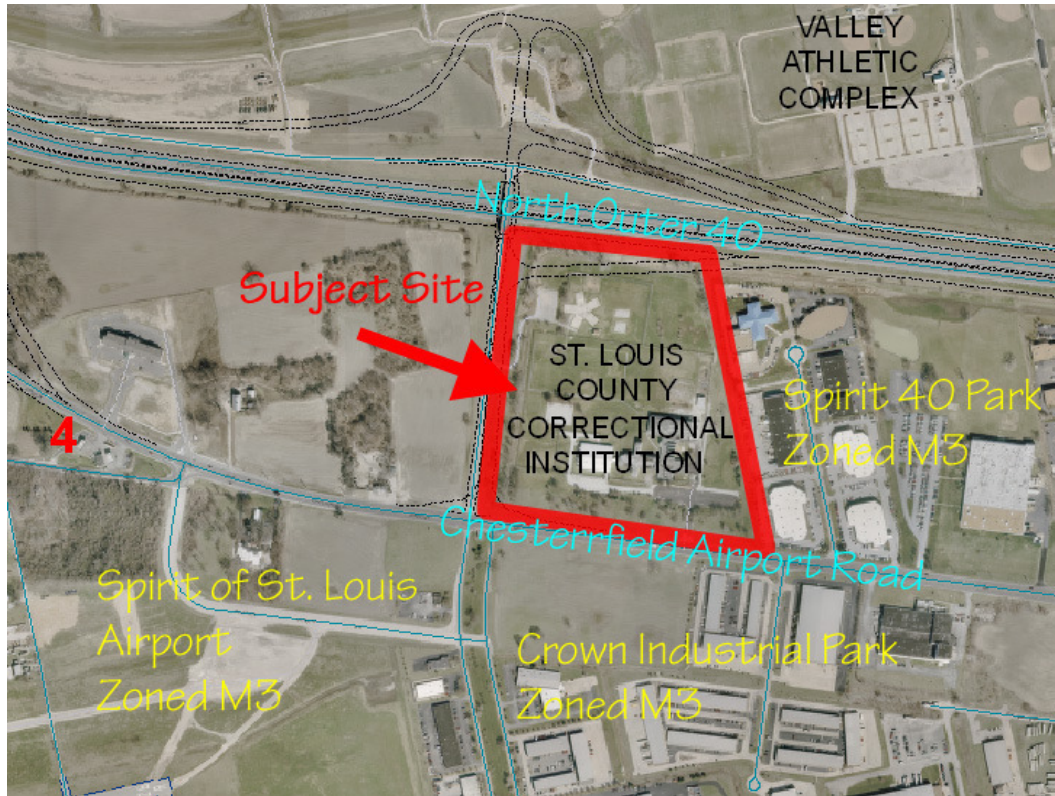 VALLEY
ATHLETIC
COMPLEX
North Outer 40
Subject Site
ST. LOUIS
COUNTY
CORRECTIONAL
INSTITUTION
Spirit 40 Park
Zoned M3
4
Chesterrfield Airport Road
Spirit of St. Louis
Airport
Zoned M3
Crown Industrial Park
Zoned M3